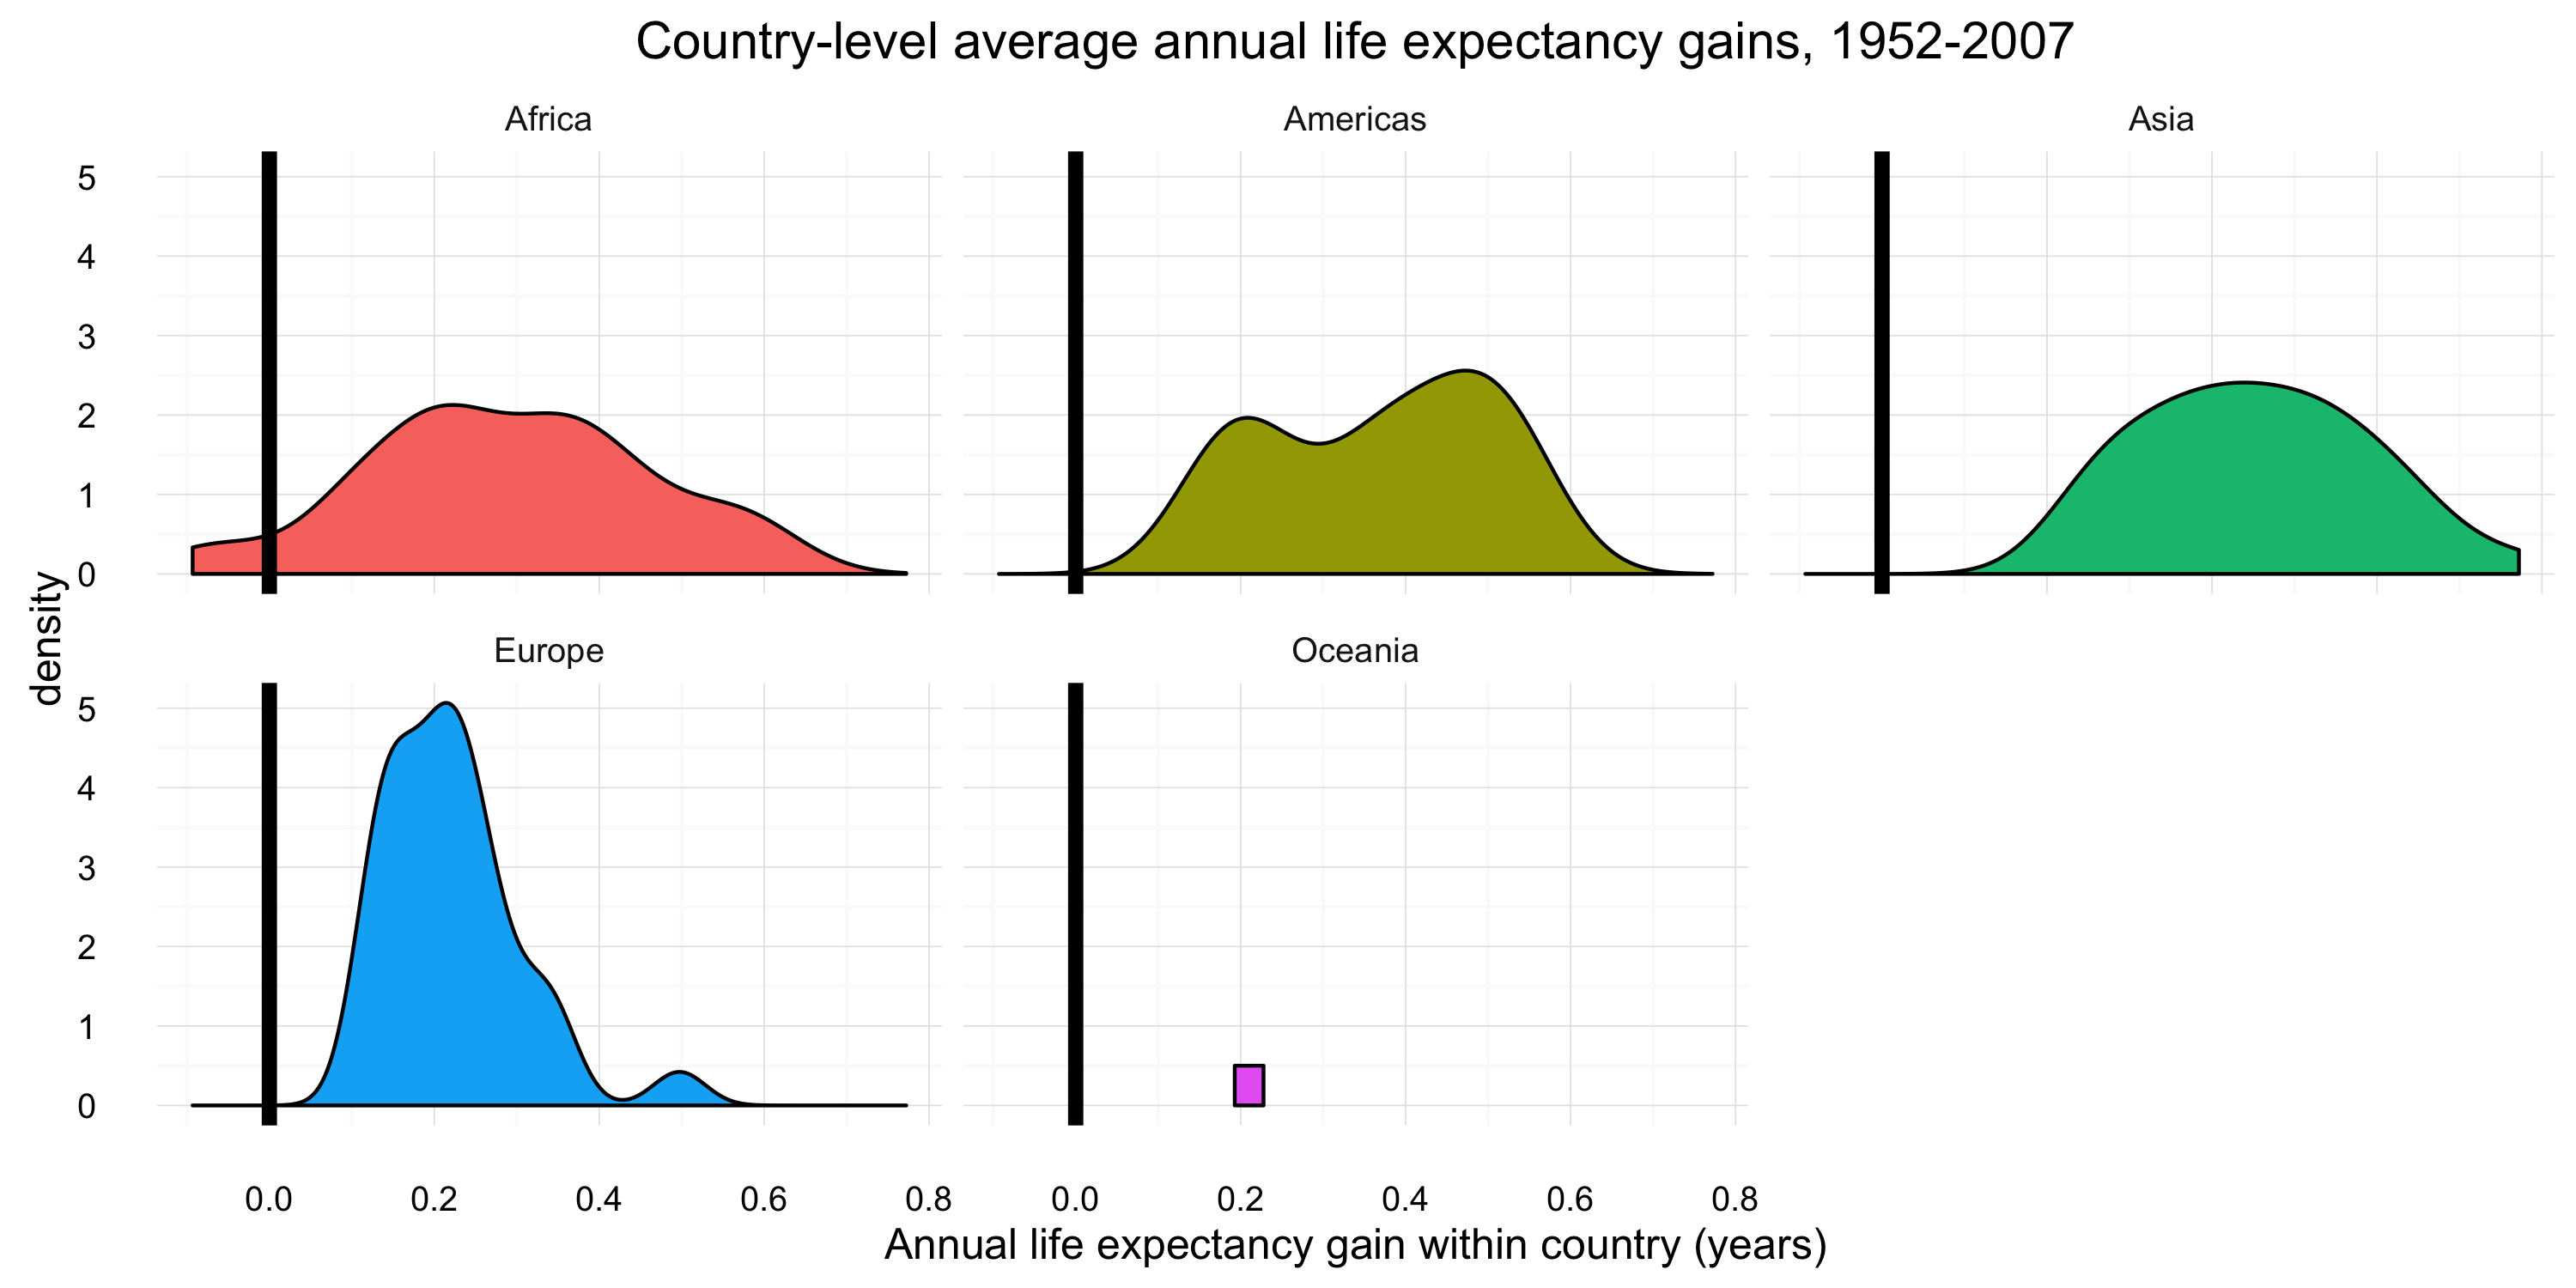 Country-level average annual life expectancy gains, 1952-2007
Africa
Americas
Asia
5
4
3
2
1
0
density
Europe
Oceania
5
4
3
2
1
0
0.0 0.2 0.4 0.6 0.8 0.0 0.2 0.4 0.6 0.8
Annual life expectancy gain within country (years)